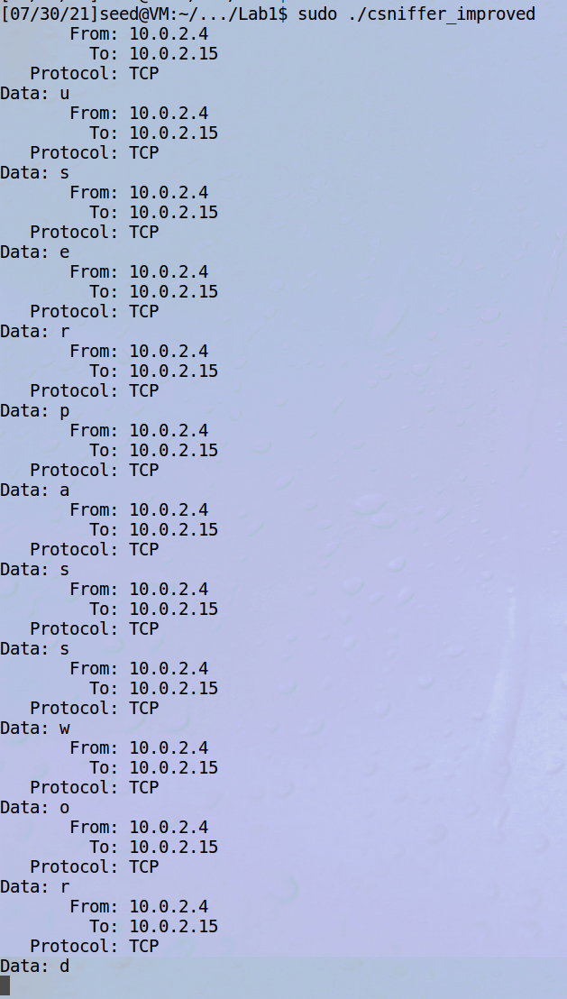 [07/30/21]seed@VM:~/.../Lab1$ sudo ./csniffer_improved
       From: 10.0.2.4
         To: 10.0.2.15
   Protocol: TCP
Data: u
       From: 10.0.2.4
         To: 10.0.2.15
   Protocol: TCP
Data: s
       From: 10.0.2.4
         To: 10.0.2.15
   Protocol: TCP
Data: e
       From: 10.0.2.4
         To: 10.0.2.15
   Protocol: TCP
Data: r
       From: 10.0.2.4
         To: 10.0.2.15
   Protocol: TCP
Data: p
       From: 10.0.2.4
         To: 10.0.2.15
   Protocol: TCP
Data: a
       From: 10.0.2.4
         To: 10.0.2.15
   Protocol: TCP
Data: s
       From: 10.0.2.4
         To: 10.0.2.15
   Protocol: TCP
Data: s
       From: 10.0.2.4
         To: 10.0.2.15
   Protocol: TCP
Data: w
       From: 10.0.2.4
         To: 10.0.2.15
   Protocol: TCP
Data: o
       From: 10.0.2.4
         To: 10.0.2.15
   Protocol: TCP
Data: r
       From: 10.0.2.4
         To: 10.0.2.15
   Protocol: TCP
Data: d